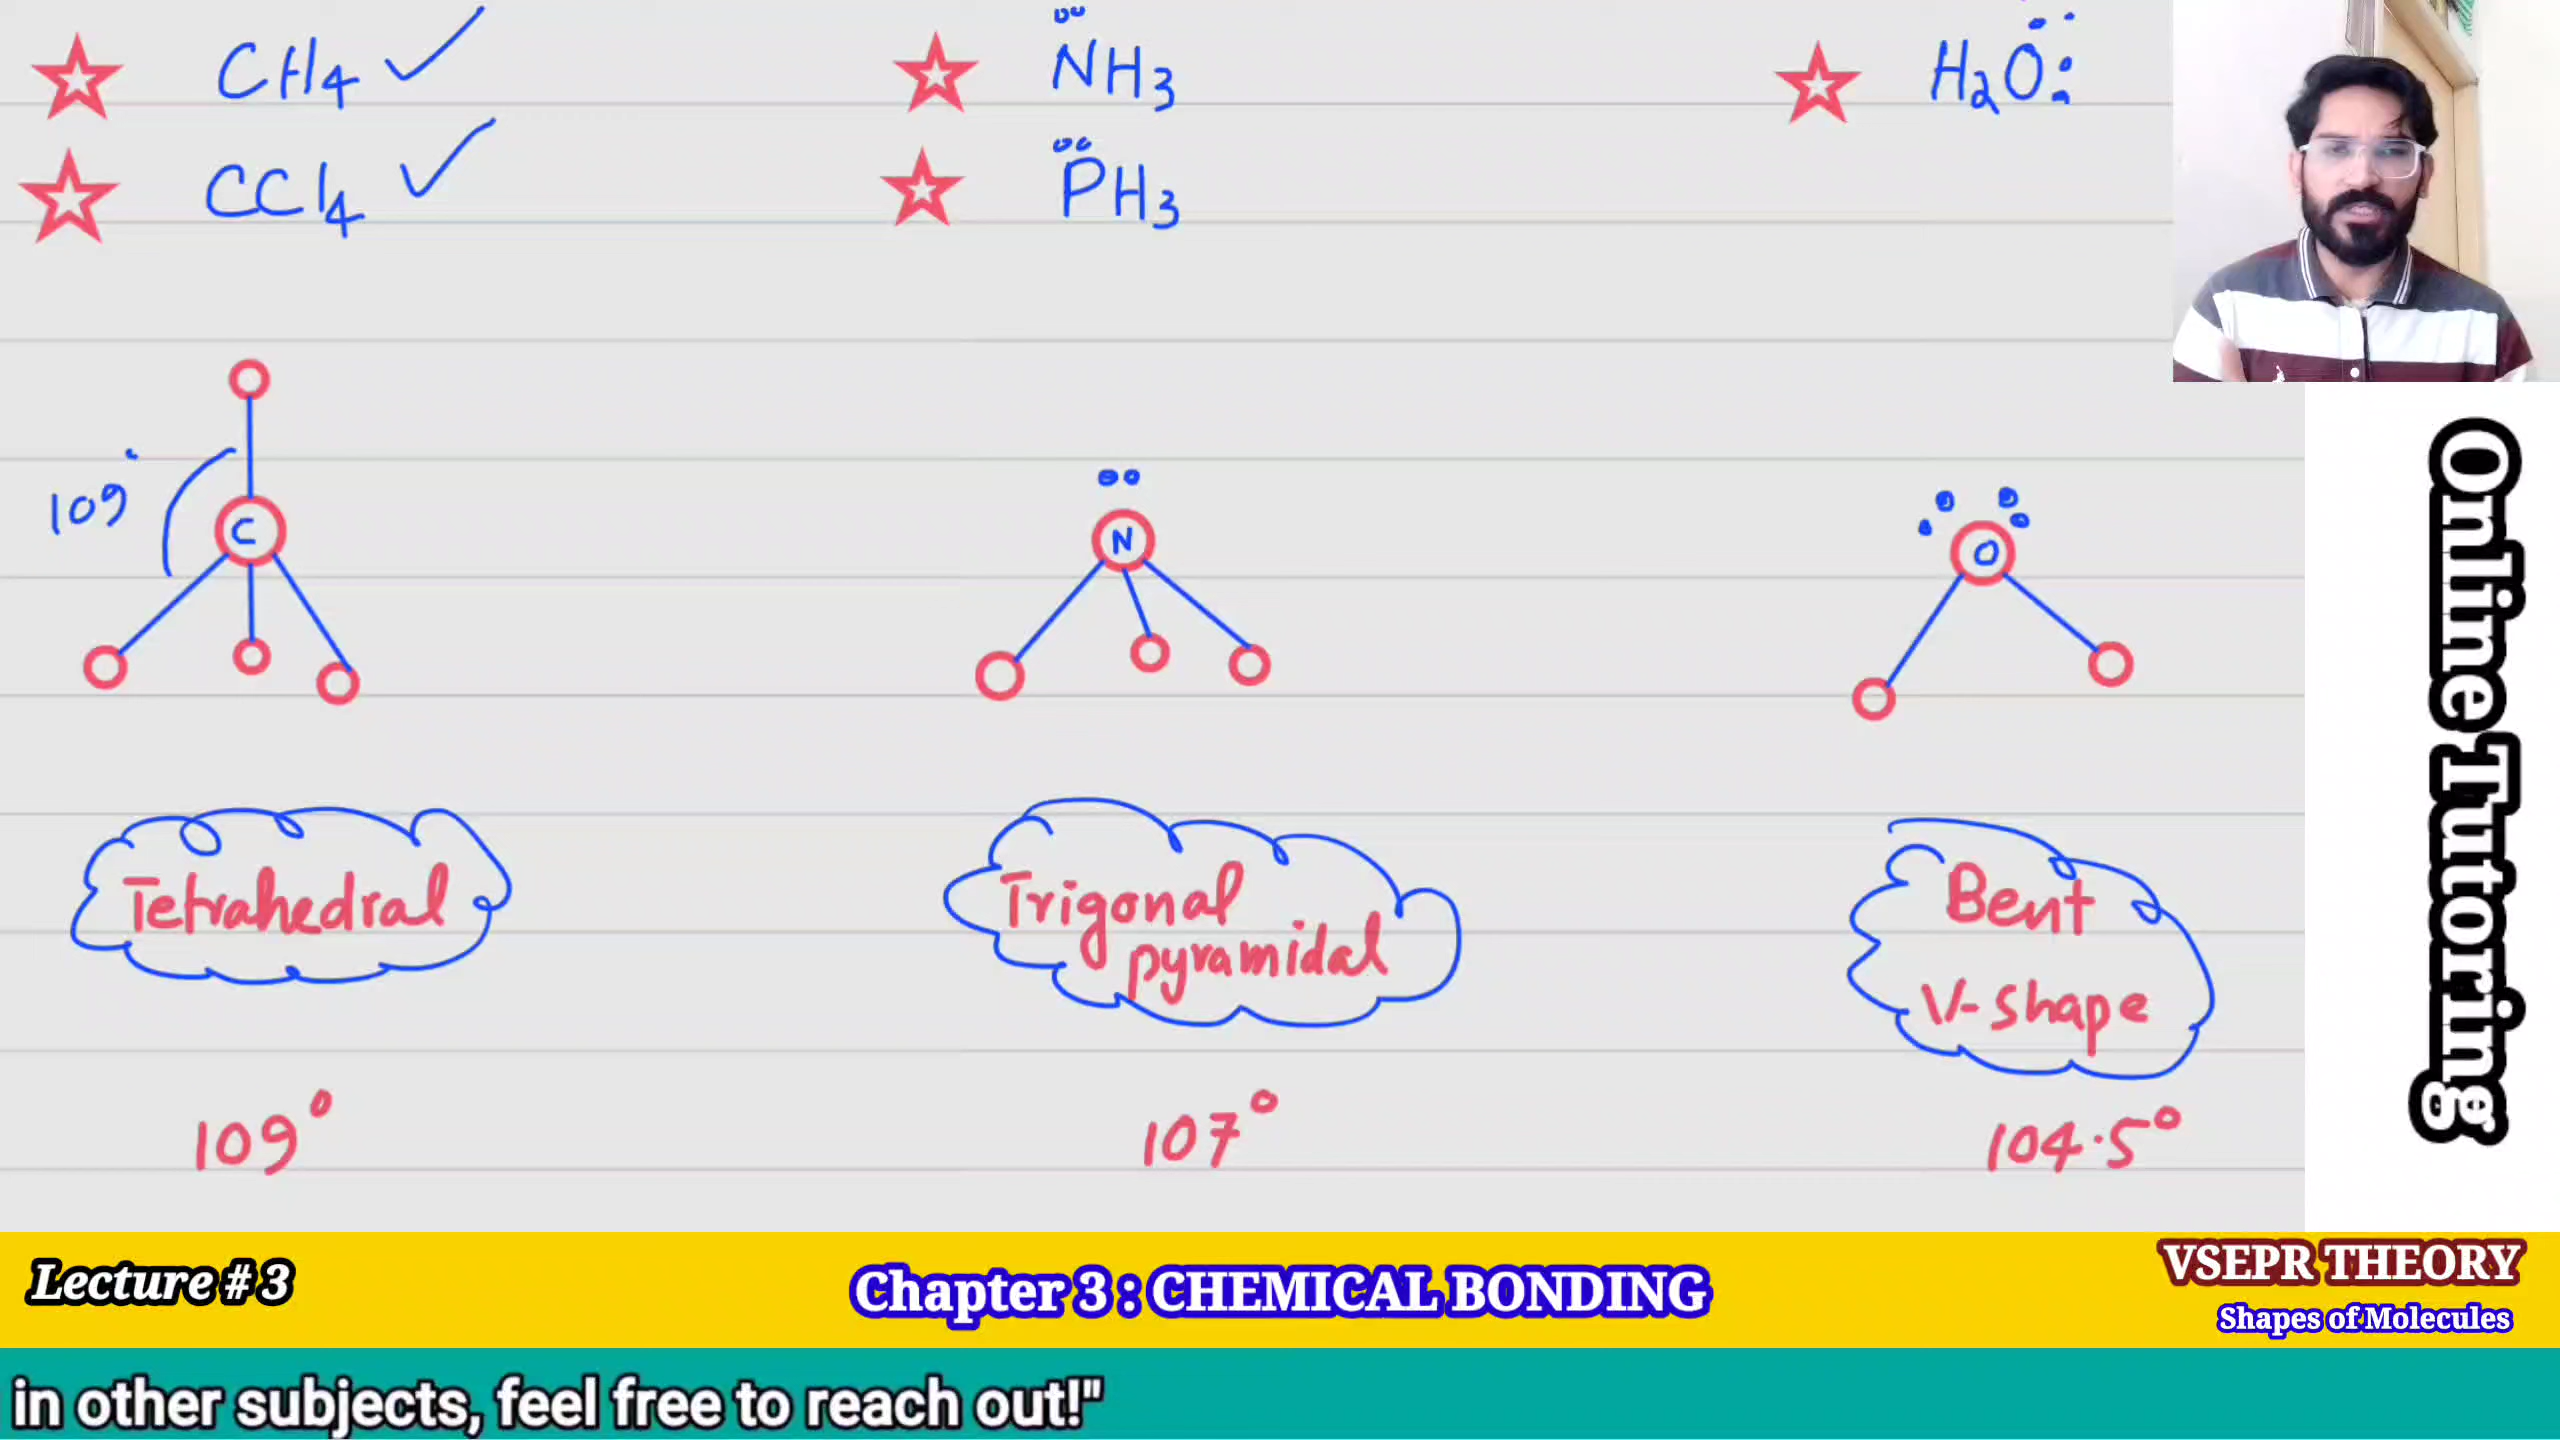 CH4
NH3
H2O
CCl4
PH3
109°
C
N
O
Tetrahedral
Trigonal
pyramidal
Bent
V-shape
109°
107°
104.5°
Online Tutoring
Lecture # 3
Chapter 3 : CHEMICAL BONDING
VSEPR THEORY
Shapes of Molecules
in other subjects, feel free to reach out!"